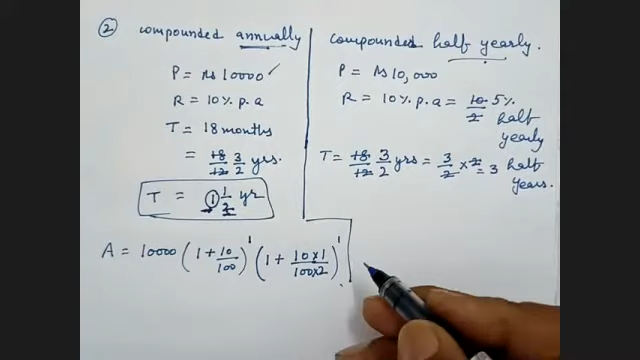 ② compounded annually
P = Rs 10000 ✓
R = 10% p.a
T = 18 months
= 18/12 3/2 yrs.
T = 1 1/2 yr
A = 10000 (1 + 10/100)^1 (1 + 10×1/100×2)^1
compounded half yearly.
P = Rs 10,000
R = 10% p.a = 10/2 5% half yearly
T = 18/12 3/2 yrs = 3/2 × 2 = 3 half years.